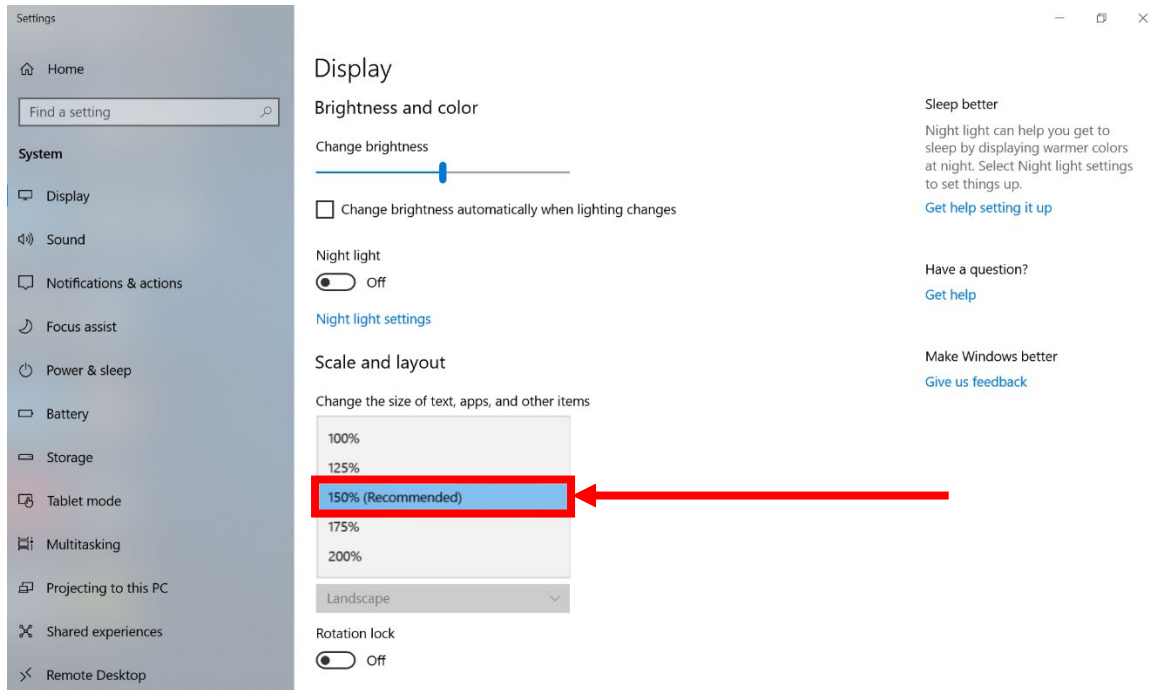 Settings
Home
Find a setting
System
Display
Sound
Notifications & actions
Focus assist
Power & sleep
Battery
Storage
Tablet mode
Multitasking
Projecting to this PC
Shared experiences
Remote Desktop
Display
Brightness and color
Change brightness
Change brightness automatically when lighting changes
Night light
Off
Night light settings
Scale and layout
Change the size of text, apps, and other items
100%
125%
150% (Recommended)
175%
200%
Landscape
Rotation lock
Off
Sleep better
Night light can help you get to
sleep by displaying warmer colors
at night. Select Night light settings
to set things up.
Get help setting it up
Have a question?
Get help
Make Windows better
Give us feedback